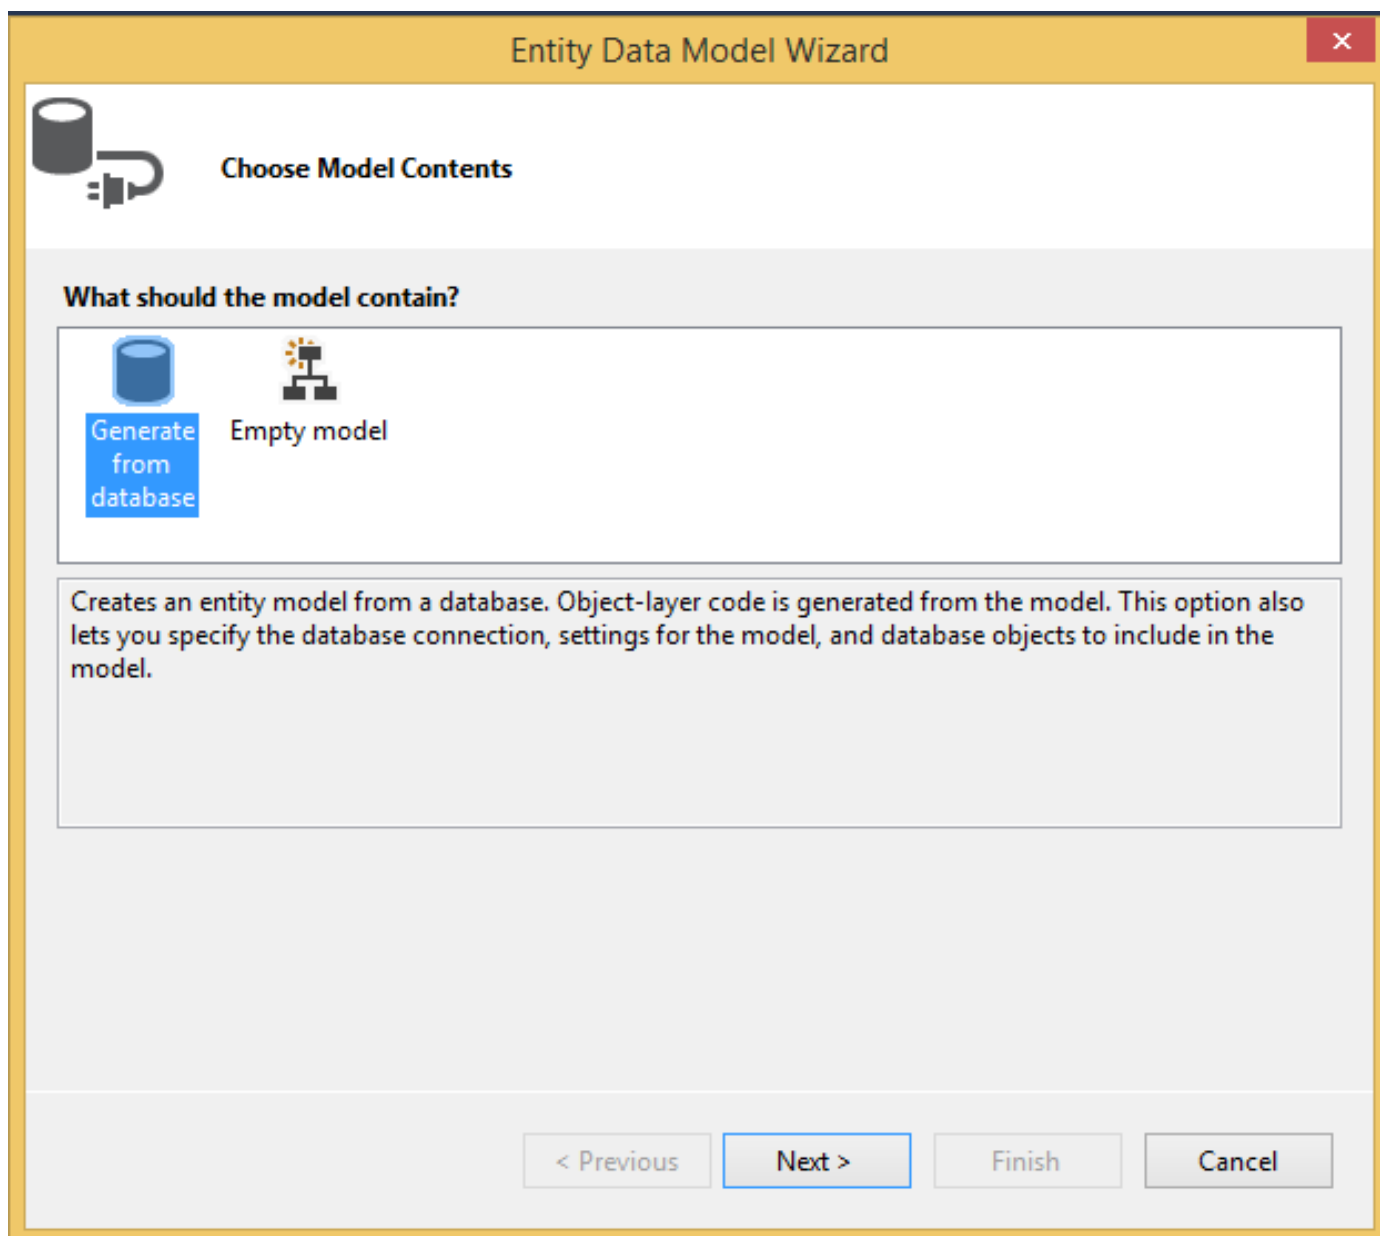 Entity Data Model Wizard
Choose Model Contents
What should the model contain?
Generate
from
database
Empty model
Creates an entity model from a database. Object-layer code is generated from the model. This option also
lets you specify the database connection, settings for the model, and database objects to include in the
model.
< Previous
Next >
Finish
Cancel